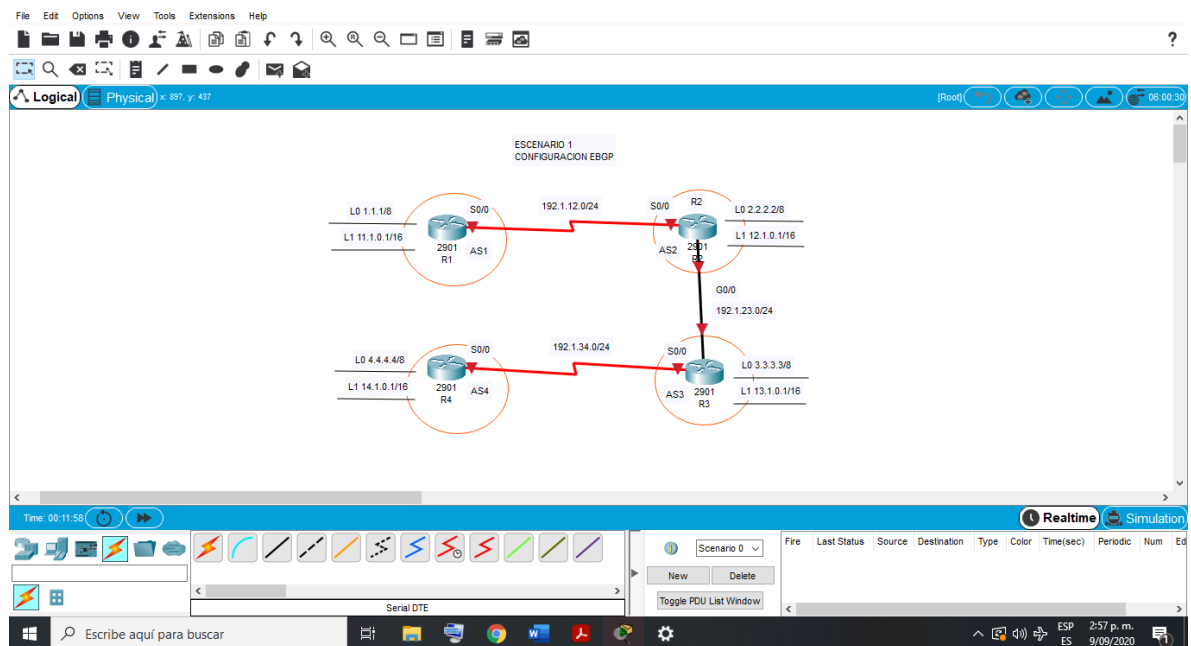 File Edit Options View Tools Extensions Help
?
Logical Physical x: 897, y: 437 [Root] 06:00:30
ESCENARIO 1
CONFIGURACION EBGP
L0 1.1.1/8
L1 11.1.0.1/16
S0/0
2901
R1
AS1
192.1.12.0/24
S0/0
R2
L0 2.2.2.2/8
L1 12.1.0.1/16
AS2
2901
R2
G0/0
192.1.23.0/24
L0 4.4.4.4/8
L1 14.1.0.1/16
S0/0
2901
R4
AS4
192.1.34.0/24
S0/0
L0 3.3.3.3/8
L1 13.1.0.1/16
AS3
2901
R3
Time: 00:11:58 Realtime Simulation
Scenario 0
New Delete
Toggle PDU List Window
Fire Last Status Source Destination Type Color Time(sec) Periodic Num Ed
Serial DTE
Escribe aquí para buscar
ESP
ES
2:57 p. m.
9/09/2020
1